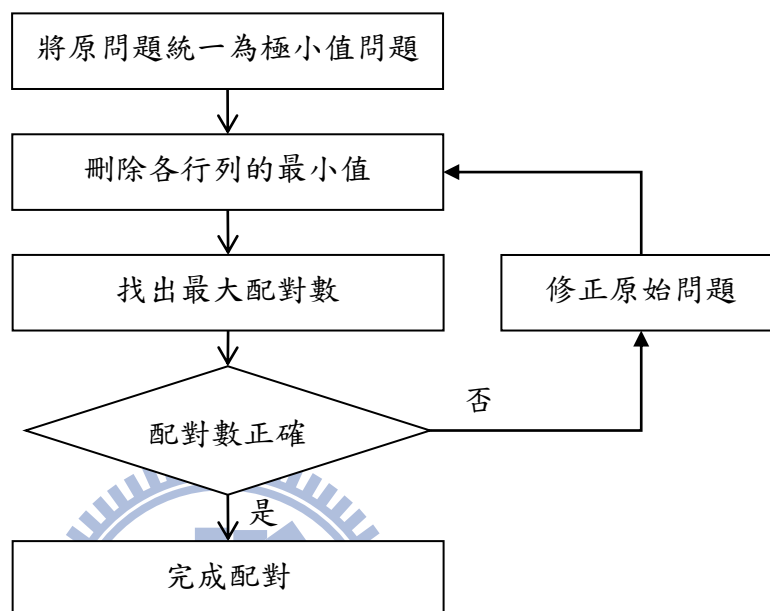 將原問題統一為極小值問題
刪除各行列的最小值
找出最大配對數
修正原始問題
配對數正確
否
是
完成配對